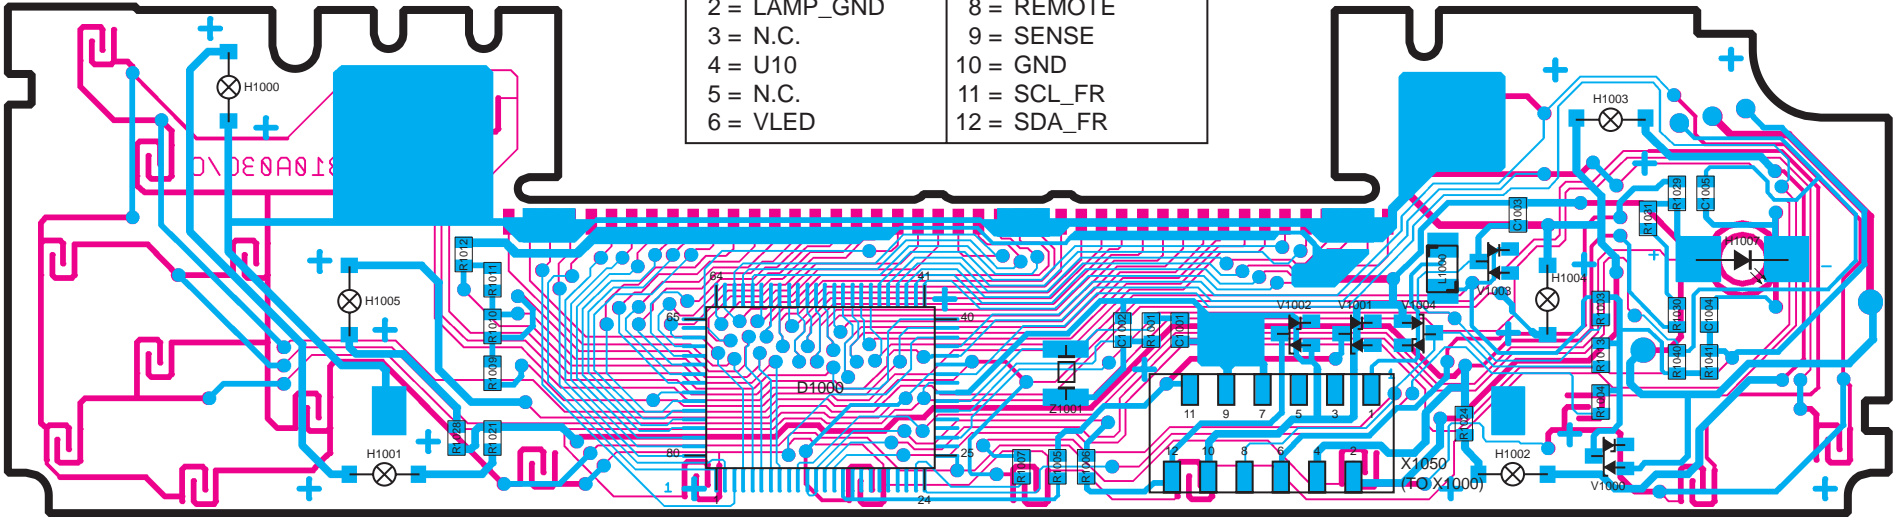 2 = LAMP_GND
3 = N.C.
4 = U10
5 = N.C.
6 = VLED
8 = REMOTE
9 = SENSE
10 = GND
11 = SCL_FR
12 = SDA_FR
H1000
H1003
R1029
C1005
R1031
C1003
H1007
+
-
R1012
R1011
64
41
L1000
V1003
H1004
H1005
65
40
R1010
C1002
R1001
C1001
V1002
V1001
V1004
R1003
R1030
C1004
R1009
D1000
Z1001
R1013
R1040
R1041
11
9
7
5
3
1
R1004
R1024
R1028
R1021
80
25
H1001
1
24
R1007
R1005
R1006
12
10
8
6
4
2
X1050
(TO X1000)
H1002
V1000